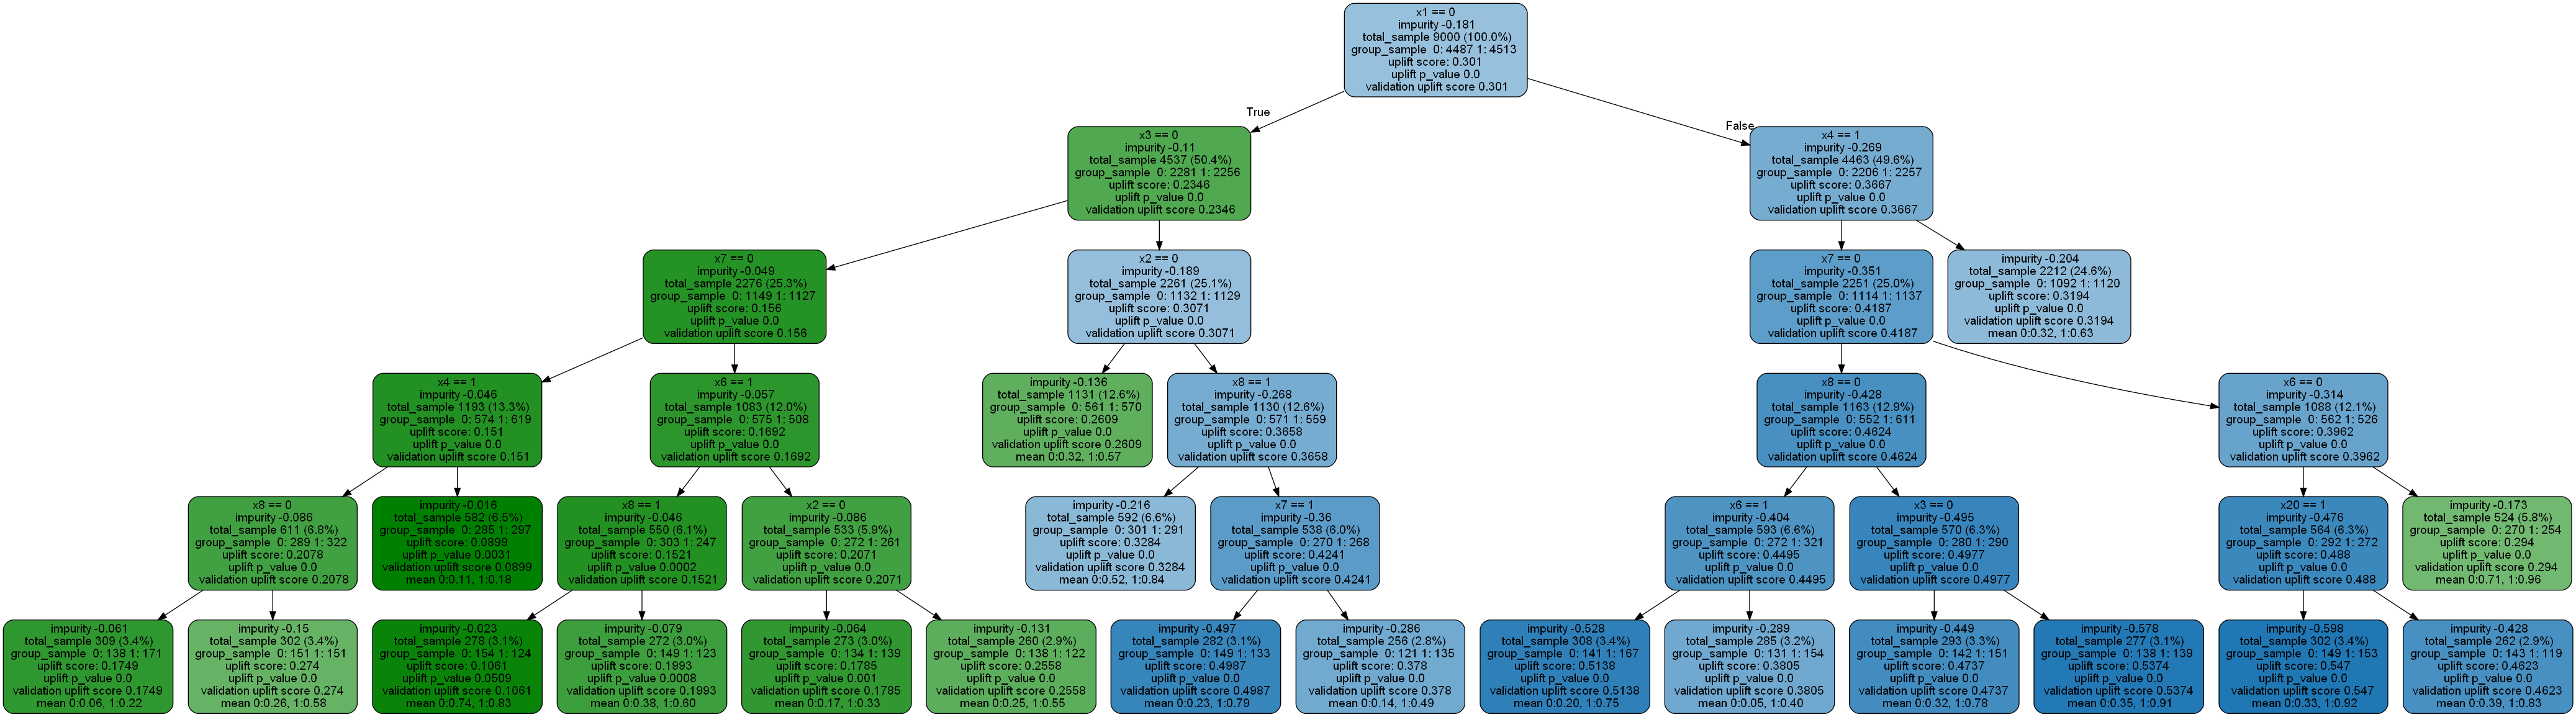 x1 == 0
impurity -0.181
total_sample 9000 (100.0%)
group_sample 0: 4487 1: 4513
uplift score: 0.301
uplift p_value 0.0
validation uplift score 0.301
True
False
x3 == 0
impurity -0.11
total_sample 4537 (50.4%)
group_sample 0: 2281 1: 2256
uplift score: 0.2346
uplift p_value 0.0
validation uplift score 0.2346
x4 == 1
impurity -0.269
total_sample 4463 (49.6%)
group_sample 0: 2206 1: 2257
uplift score: 0.3667
uplift p_value 0.0
validation uplift score 0.3667
x7 == 0
impurity -0.049
total_sample 2276 (25.3%)
group_sample 0: 1149 1: 1127
uplift score: 0.156
uplift p_value 0.0
validation uplift score 0.156
x2 == 0
impurity -0.189
total_sample 2261 (25.1%)
group_sample 0: 1132 1: 1129
uplift score: 0.3071
uplift p_value 0.0
validation uplift score 0.3071
x7 == 0
impurity -0.351
total_sample 2251 (25.0%)
group_sample 0: 1114 1: 1137
uplift score: 0.4187
uplift p_value 0.0
validation uplift score 0.4187
impurity -0.204
total_sample 2212 (24.6%)
group_sample 0: 1092 1: 1120
uplift score: 0.3194
uplift p_value 0.0
validation uplift score 0.3194
mean 0:0.32, 1:0.63
x4 == 1
impurity -0.046
total_sample 1193 (13.3%)
group_sample 0: 574 1: 619
uplift score: 0.151
uplift p_value 0.0
validation uplift score 0.151
x6 == 1
impurity -0.057
total_sample 1083 (12.0%)
group_sample 0: 575 1: 508
uplift score: 0.1692
uplift p_value 0.0
validation uplift score 0.1692
impurity -0.136
total_sample 1131 (12.6%)
group_sample 0: 561 1: 570
uplift score: 0.2609
uplift p_value 0.0
validation uplift score 0.2609
mean 0:0.32, 1:0.57
x8 == 1
impurity -0.268
total_sample 1130 (12.6%)
group_sample 0: 571 1: 559
uplift score: 0.3658
uplift p_value 0.0
validation uplift score 0.3658
x8 == 0
impurity -0.428
total_sample 1163 (12.9%)
group_sample 0: 552 1: 611
uplift score: 0.4624
uplift p_value 0.0
validation uplift score 0.4624
x6 == 0
impurity -0.314
total_sample 1088 (12.1%)
group_sample 0: 562 1: 526
uplift score: 0.3962
uplift p_value 0.0
validation uplift score 0.3962
x8 == 0
impurity -0.086
total_sample 611 (6.8%)
group_sample 0: 289 1: 322
uplift score: 0.2078
uplift p_value 0.0
validation uplift score 0.2078
impurity -0.016
total_sample 582 (6.5%)
group_sample 0: 285 1: 297
uplift score: 0.0899
uplift p_value 0.0031
validation uplift score 0.0899
mean 0:0.11, 1:0.18
x8 == 1
impurity -0.046
total_sample 550 (6.1%)
group_sample 0: 303 1: 247
uplift score: 0.1521
uplift p_value 0.0002
validation uplift score 0.1521
x2 == 0
impurity -0.086
total_sample 533 (5.9%)
group_sample 0: 272 1: 261
uplift score: 0.2071
uplift p_value 0.0
validation uplift score 0.2071
impurity -0.216
total_sample 592 (6.6%)
group_sample 0: 301 1: 291
uplift score: 0.3284
uplift p_value 0.0
validation uplift score 0.3284
mean 0:0.52, 1:0.84
x7 == 1
impurity -0.36
total_sample 538 (6.0%)
group_sample 0: 270 1: 268
uplift score: 0.4241
uplift p_value 0.0
validation uplift score 0.4241
x6 == 1
impurity -0.404
total_sample 593 (6.6%)
group_sample 0: 272 1: 321
uplift score: 0.4495
uplift p_value 0.0
validation uplift score 0.4495
x3 == 0
impurity -0.495
total_sample 570 (6.3%)
group_sample 0: 280 1: 290
uplift score: 0.4977
uplift p_value 0.0
validation uplift score 0.4977
x20 == 1
impurity -0.476
total_sample 564 (6.3%)
group_sample 0: 292 1: 272
uplift score: 0.488
uplift p_value 0.0
validation uplift score 0.488
impurity -0.173
total_sample 524 (5.8%)
group_sample 0: 270 1: 254
uplift score: 0.294
uplift p_value 0.0
validation uplift score 0.294
mean 0:0.71, 1:0.96
impurity -0.061
total_sample 309 (3.4%)
group_sample 0: 138 1: 171
uplift score: 0.1749
uplift p_value 0.0
validation uplift score 0.1749
mean 0:0.06, 1:0.22
impurity -0.15
total_sample 302 (3.4%)
group_sample 0: 151 1: 151
uplift score: 0.274
uplift p_value 0.0
validation uplift score 0.274
mean 0:0.26, 1:0.58
impurity -0.023
total_sample 278 (3.1%)
group_sample 0: 154 1: 124
uplift score: 0.1061
uplift p_value 0.0509
validation uplift score 0.1061
mean 0:0.74, 1:0.83
impurity -0.079
total_sample 272 (3.0%)
group_sample 0: 149 1: 123
uplift score: 0.1993
uplift p_value 0.0008
validation uplift score 0.1993
mean 0:0.38, 1:0.60
impurity -0.064
total_sample 273 (3.0%)
group_sample 0: 134 1: 139
uplift score: 0.1785
uplift p_value 0.001
validation uplift score 0.1785
mean 0:0.17, 1:0.33
impurity -0.131
total_sample 260 (2.9%)
group_sample 0: 138 1: 122
uplift score: 0.2558
uplift p_value 0.0
validation uplift score 0.2558
mean 0:0.25, 1:0.55
impurity -0.497
total_sample 282 (3.1%)
group_sample 0: 149 1: 133
uplift score: 0.4987
uplift p_value 0.0
validation uplift score 0.4987
mean 0:0.23, 1:0.79
impurity -0.286
total_sample 256 (2.8%)
group_sample 0: 121 1: 135
uplift score: 0.378
uplift p_value 0.0
validation uplift score 0.378
mean 0:0.14, 1:0.49
impurity -0.528
total_sample 308 (3.4%)
group_sample 0: 141 1: 167
uplift score: 0.5138
uplift p_value 0.0
validation uplift score 0.5138
mean 0:0.20, 1:0.75
impurity -0.289
total_sample 285 (3.2%)
group_sample 0: 131 1: 154
uplift score: 0.3805
uplift p_value 0.0
validation uplift score 0.3805
mean 0:0.05, 1:0.40
impurity -0.449
total_sample 293 (3.3%)
group_sample 0: 142 1: 151
uplift score: 0.4737
uplift p_value 0.0
validation uplift score 0.4737
mean 0:0.32, 1:0.78
impurity -0.578
total_sample 277 (3.1%)
group_sample 0: 138 1: 139
uplift score: 0.5374
uplift p_value 0.0
validation uplift score 0.5374
mean 0:0.35, 1:0.91
impurity -0.598
total_sample 302 (3.4%)
group_sample 0: 149 1: 153
uplift score: 0.547
uplift p_value 0.0
validation uplift score 0.547
mean 0:0.33, 1:0.92
impurity -0.428
total_sample 262 (2.9%)
group_sample 0: 143 1: 119
uplift score: 0.4623
uplift p_value 0.0
validation uplift score 0.4623
mean 0:0.39, 1:0.83